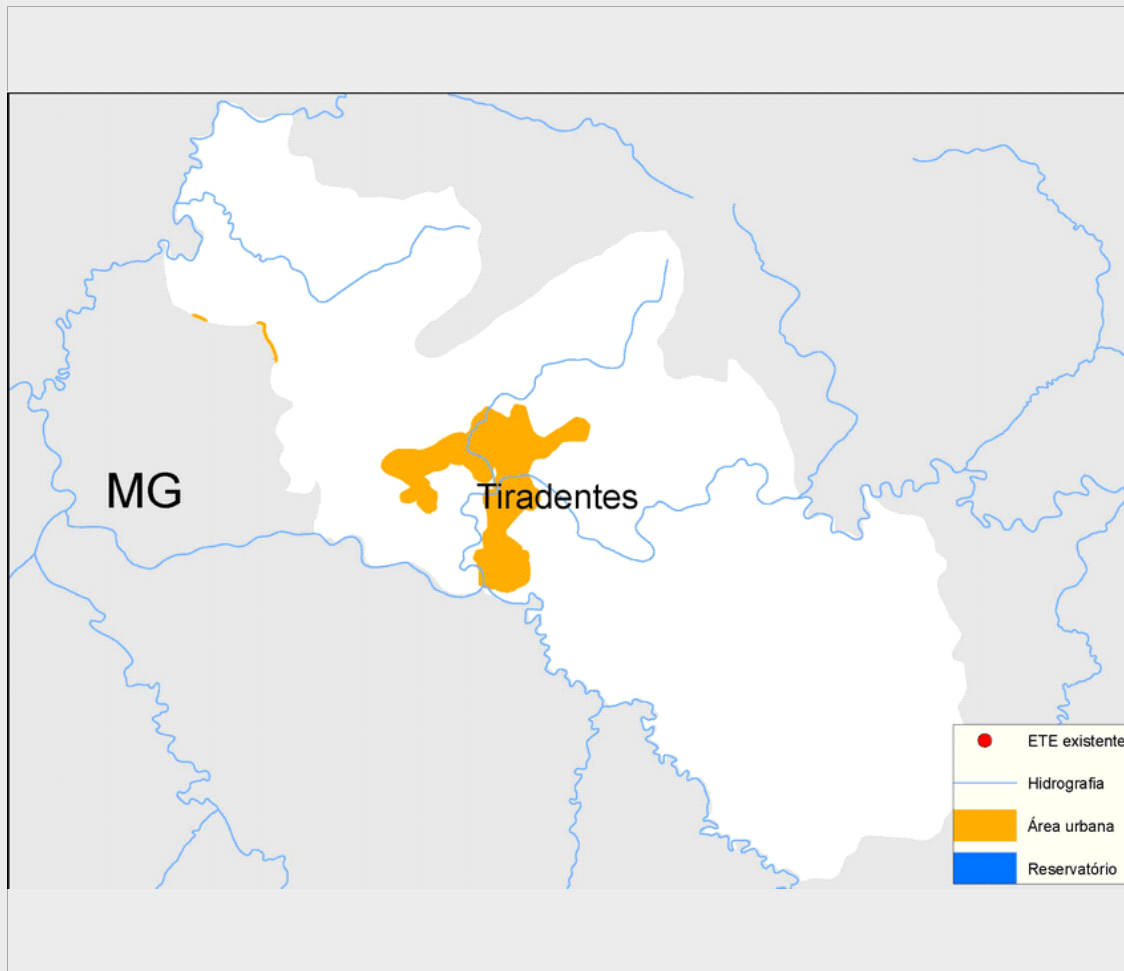 MG
Tiradentes
ETE existente
Hidrografia
Área urbana
Reservatório